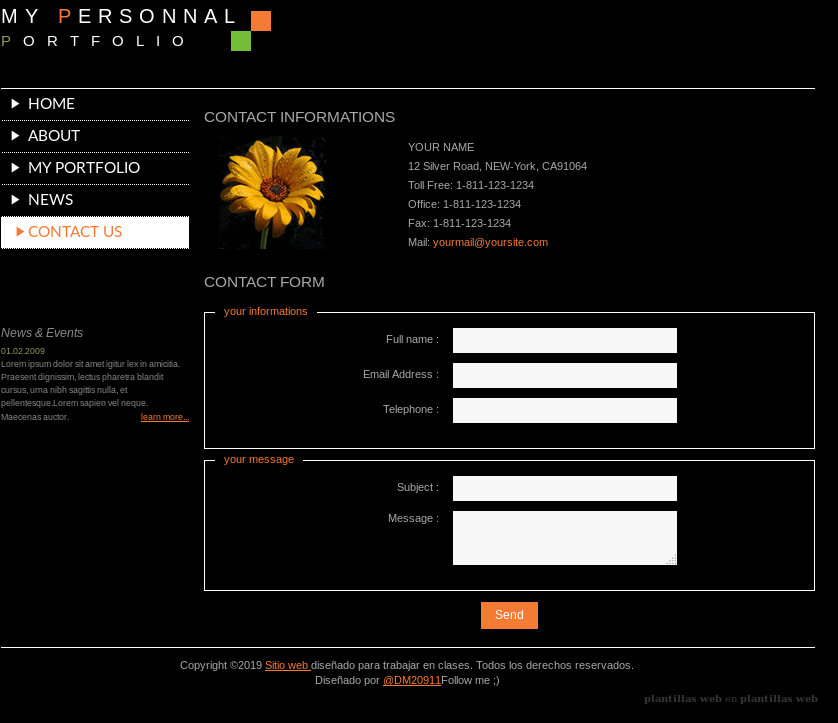 MY PERSONNAL
PORTFOLIO
HOME
ABOUT
MY PORTFOLIO
NEWS
CONTACT US
News & Events
01.02.2009
Lorem ipsum dolor sit amet igitur lex in amicitia.
Praesent dignissim, lectus pharetra blandit
cursus, urna nibh sagittis nulla, et
pellentesque.Lorem sapien vel neque.
Maecenas auctor. learn more...
CONTACT INFORMATIONS
YOUR NAME
12 Silver Road, NEW-York, CA91064
Toll Free: 1-811-123-1234
Office: 1-811-123-1234
Fax: 1-811-123-1234
Mail: yourmail@yoursite.com
CONTACT FORM
your informations
Full name :
Email Address :
Telephone :
your message
Subject :
Message :
Send
Copyright ©2019 Sitio web diseñado para trabajar en clases. Todos los derechos reservados.
Diseñado por @DM20911Follow me ;)
plantillas web en plantillas web